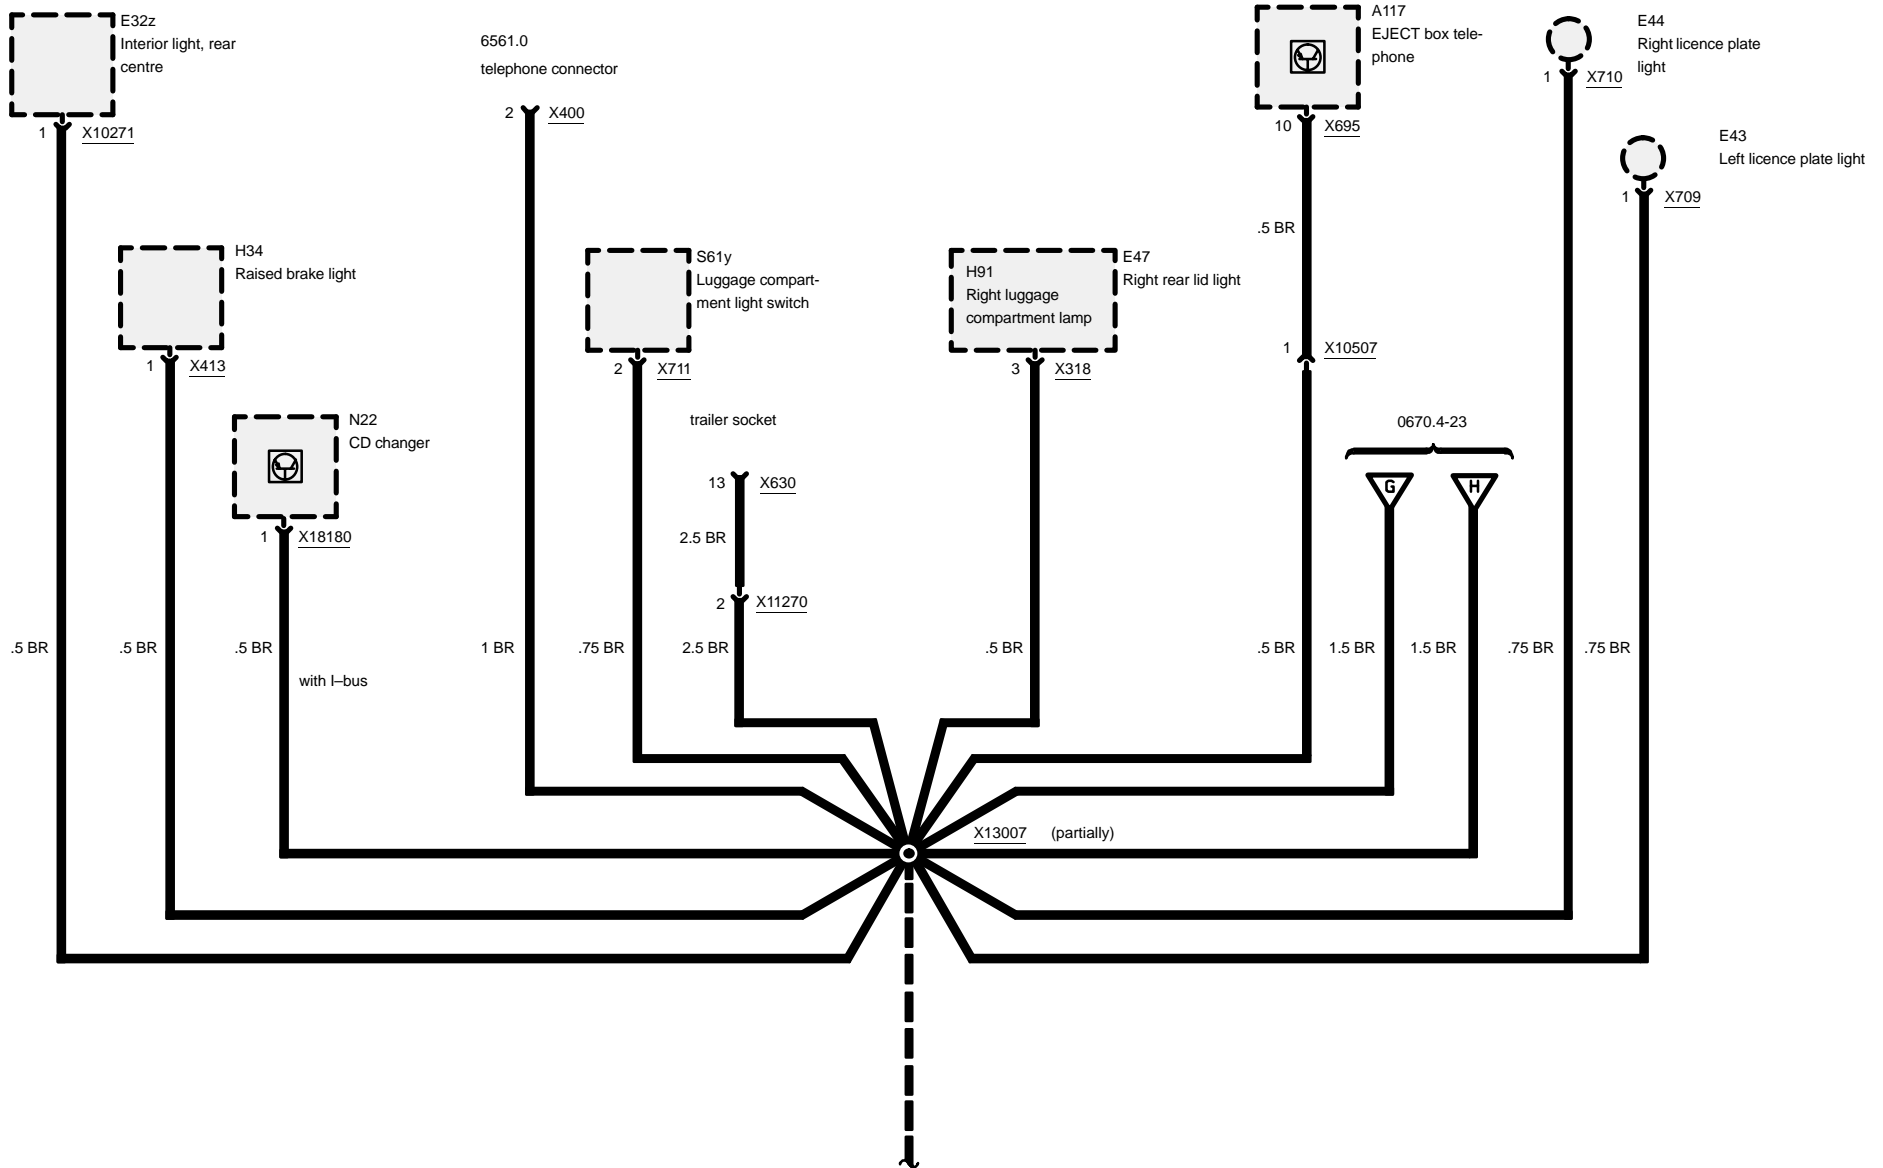 E32z
Interior light, rear
centre
1
X10271
H34
Raised brake light
1
X413
N22
CD changer
1
X18180
6561.0
telephone connector
2
X400
S61y
Luggage compart-
ment light switch
2
X711
trailer socket
13
X630
2.5 BR
2
X11270
H91
Right luggage
compartment lamp
E47
Right rear lid light
3
X318
A117
EJECT box tele-
phone
10
X695
.5 BR
1
X10507
0670.4-23
G
H
E44
Right licence plate
light
1
X710
E43
Left licence plate light
1
X709
.5 BR
.5 BR
.5 BR
1 BR
.75 BR
2.5 BR
.5 BR
.5 BR
1.5 BR
1.5 BR
.75 BR
.75 BR
with I–bus
X13007 (partially)